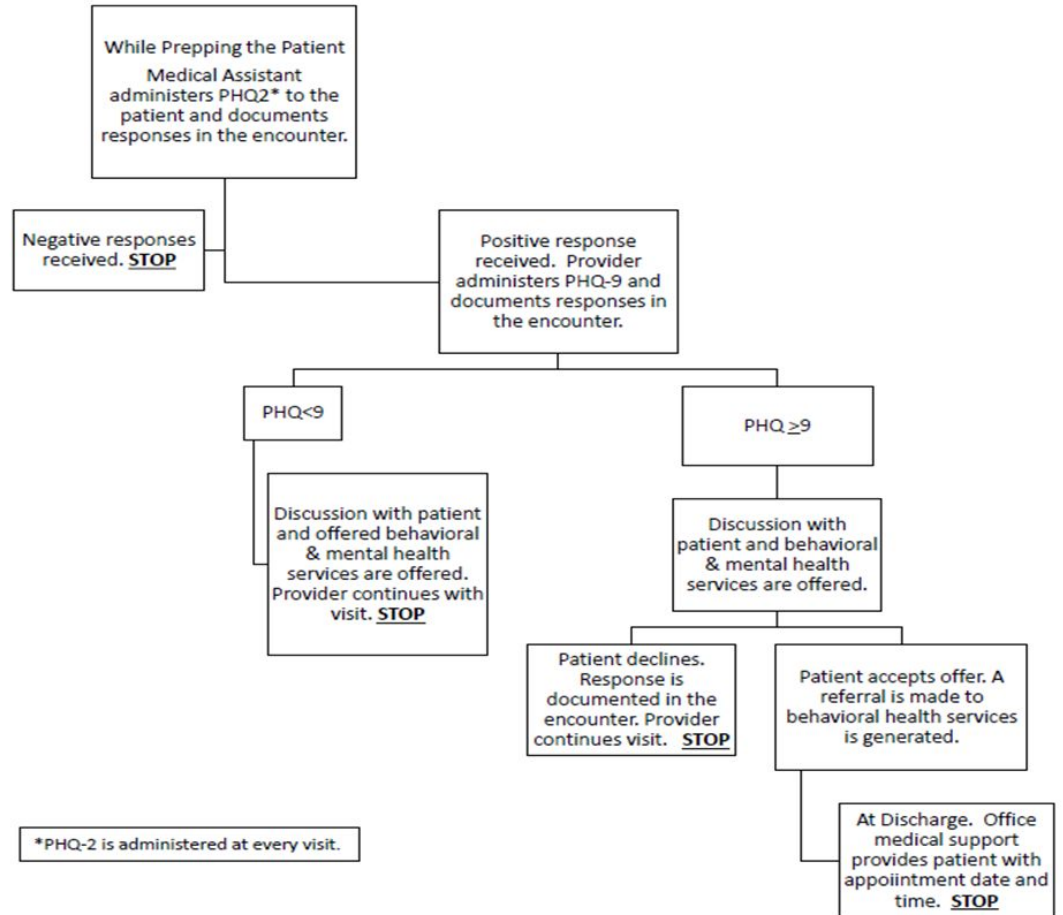 While Prepping the Patient
Medical Assistant
administers PHQ2* to the
patient and documents
responses in the encounter.
Negative responses
received. STOP
Positive response
received. Provider
administers PHQ-9 and
documents responses in
the encounter.
PHQ<9
PHQ ≥9
Discussion with patient
and offered behavioral
& mental health
services are offered.
Provider continues with
visit. STOP
Discussion with
patient and behavioral
& mental health
services are offered.
Patient declines.
Response is
documented in the
encounter. Provider
continues visit. STOP
Patient accepts offer. A
referral is made to
behavioral health services
is generated.
At Discharge. Office
medical support
provides patient with
appoiintment date and
time. STOP
*PHQ-2 is administered at every visit.